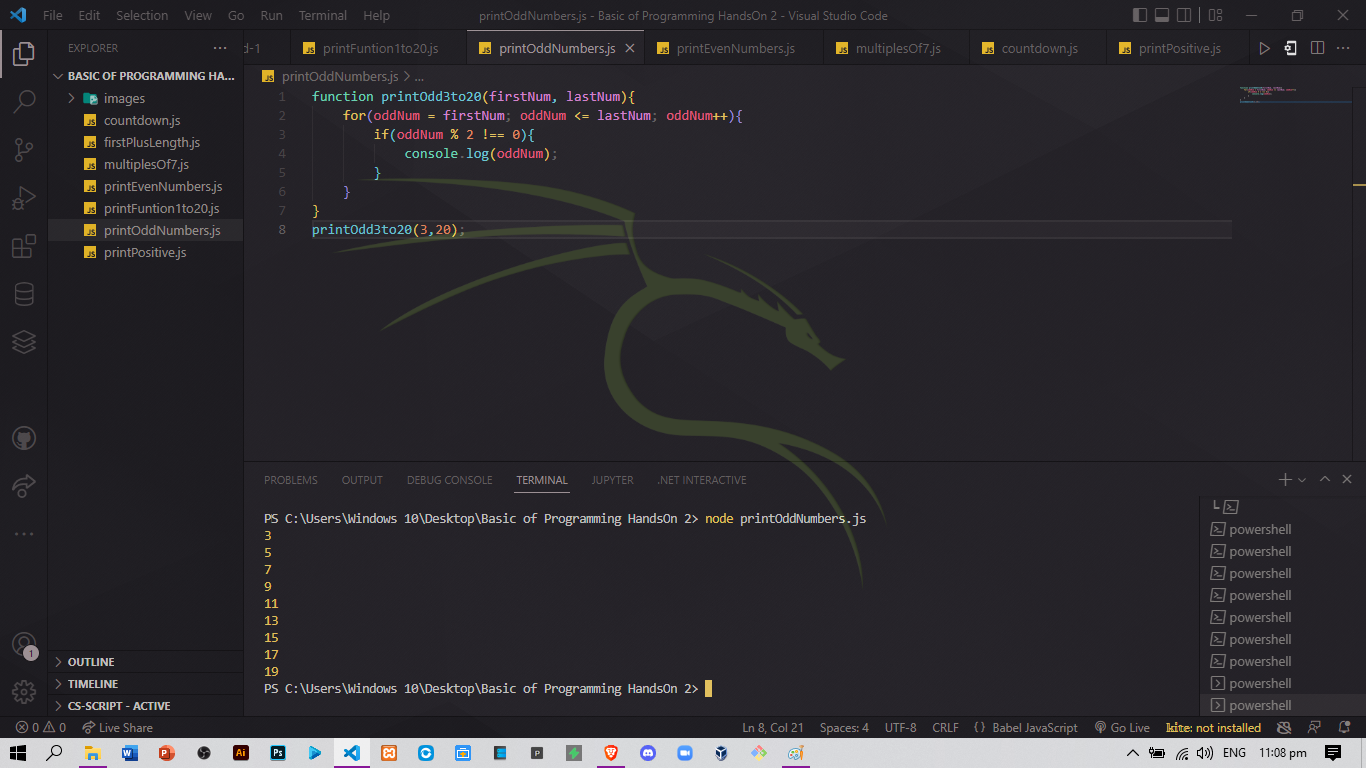 File Edit Selection View Go Run Terminal Help printOddNumbers.js - Basic of Programming HandsOn 2 - Visual Studio Code
EXPLORER
d-1 printFuntion1to20.js printOddNumbers.js printEvenNumbers.js multiplesOf7.js countdown.js printPositive.js
BASIC OF PROGRAMMING HA...
images
countdown.js
firstPlusLength.js
multiplesOf7.js
printEvenNumbers.js
printFuntion1to20.js
printOddNumbers.js
printPositive.js
OUTLINE
TIMELINE
CS-SCRIPT - ACTIVE
1
printOddNumbers.js > ...
1 function printOdd3to20(firstNum, lastNum){
2 for(oddNum = firstNum; oddNum <= lastNum; oddNum++){
3 if(oddNum % 2 !== 0){
4 console.log(oddNum);
5 }
6 }
7 }
8 printOdd3to20(3,20);
PROBLEMS OUTPUT DEBUG CONSOLE TERMINAL JUPYTER .NET INTERACTIVE
PS C:\Users\Windows 10\Desktop\Basic of Programming HandsOn 2> node printOddNumbers.js
3
5
7
9
11
13
15
17
19
PS C:\Users\Windows 10\Desktop\Basic of Programming HandsOn 2>
powershell
powershell
powershell
powershell
powershell
powershell
powershell
powershell
powershell
0 0 Live Share Ln 8, Col 21 Spaces: 4 UTF-8 CRLF {} Babel JavaScript Go Live kite: not installed
ENG 11:08 pm